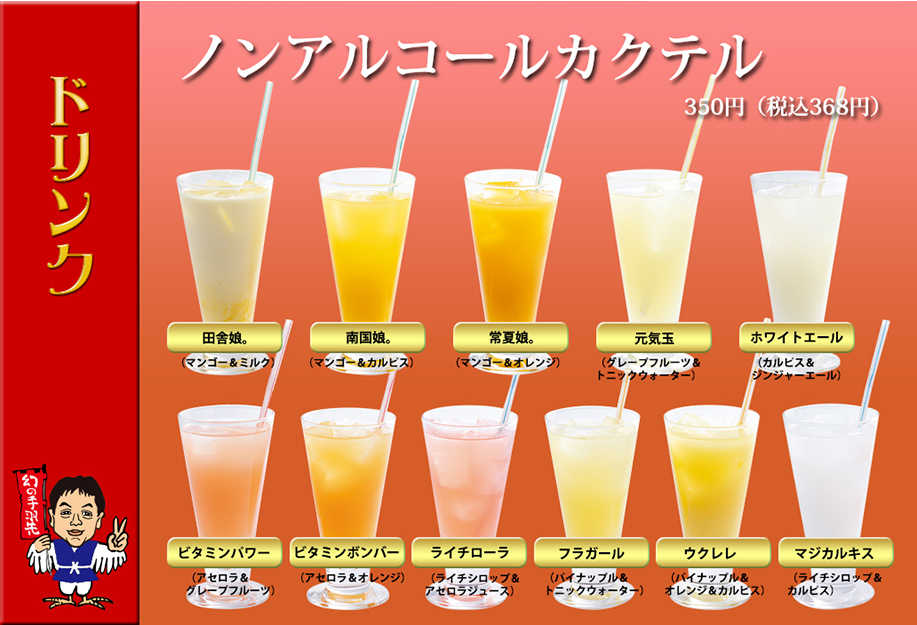 ドリンク
ノンアルコールカクテル
350円（税込368円）
田舎娘。
（マンゴー＆ミルク）
南国娘。
（マンゴー＆カルピス）
常夏娘。
（マンゴー＆オレンジ）
元気玉
（グレープフルーツ＆
トニックウォーター）
ホワイトエール
（カルピス＆
ジンジャーエール）
ビタミンパワー
（アセロラ＆
グレープフルーツ）
ビタミンボンバー
（アセロラ＆オレンジ）
ライチローラ
（ライチシロップ＆
アセロラジュース）
フラガール
（パイナップル＆
トニックウォーター）
ウクレレ
（パイナップル＆
オレンジ＆カルピス）
マジカルキス
（ライチシロップ＆
カルピス）
幻の手羽先